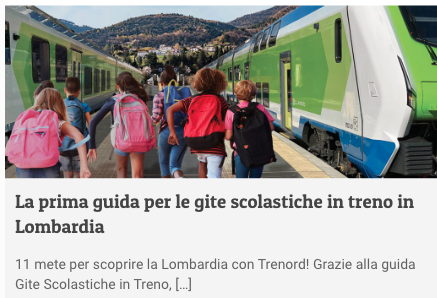 La prima guida per le gite scolastiche in treno in
Lombardia
11 mete per scoprire la Lombardia con Trenord! Grazie alla guida
Gite Scolastiche in Treno, […]